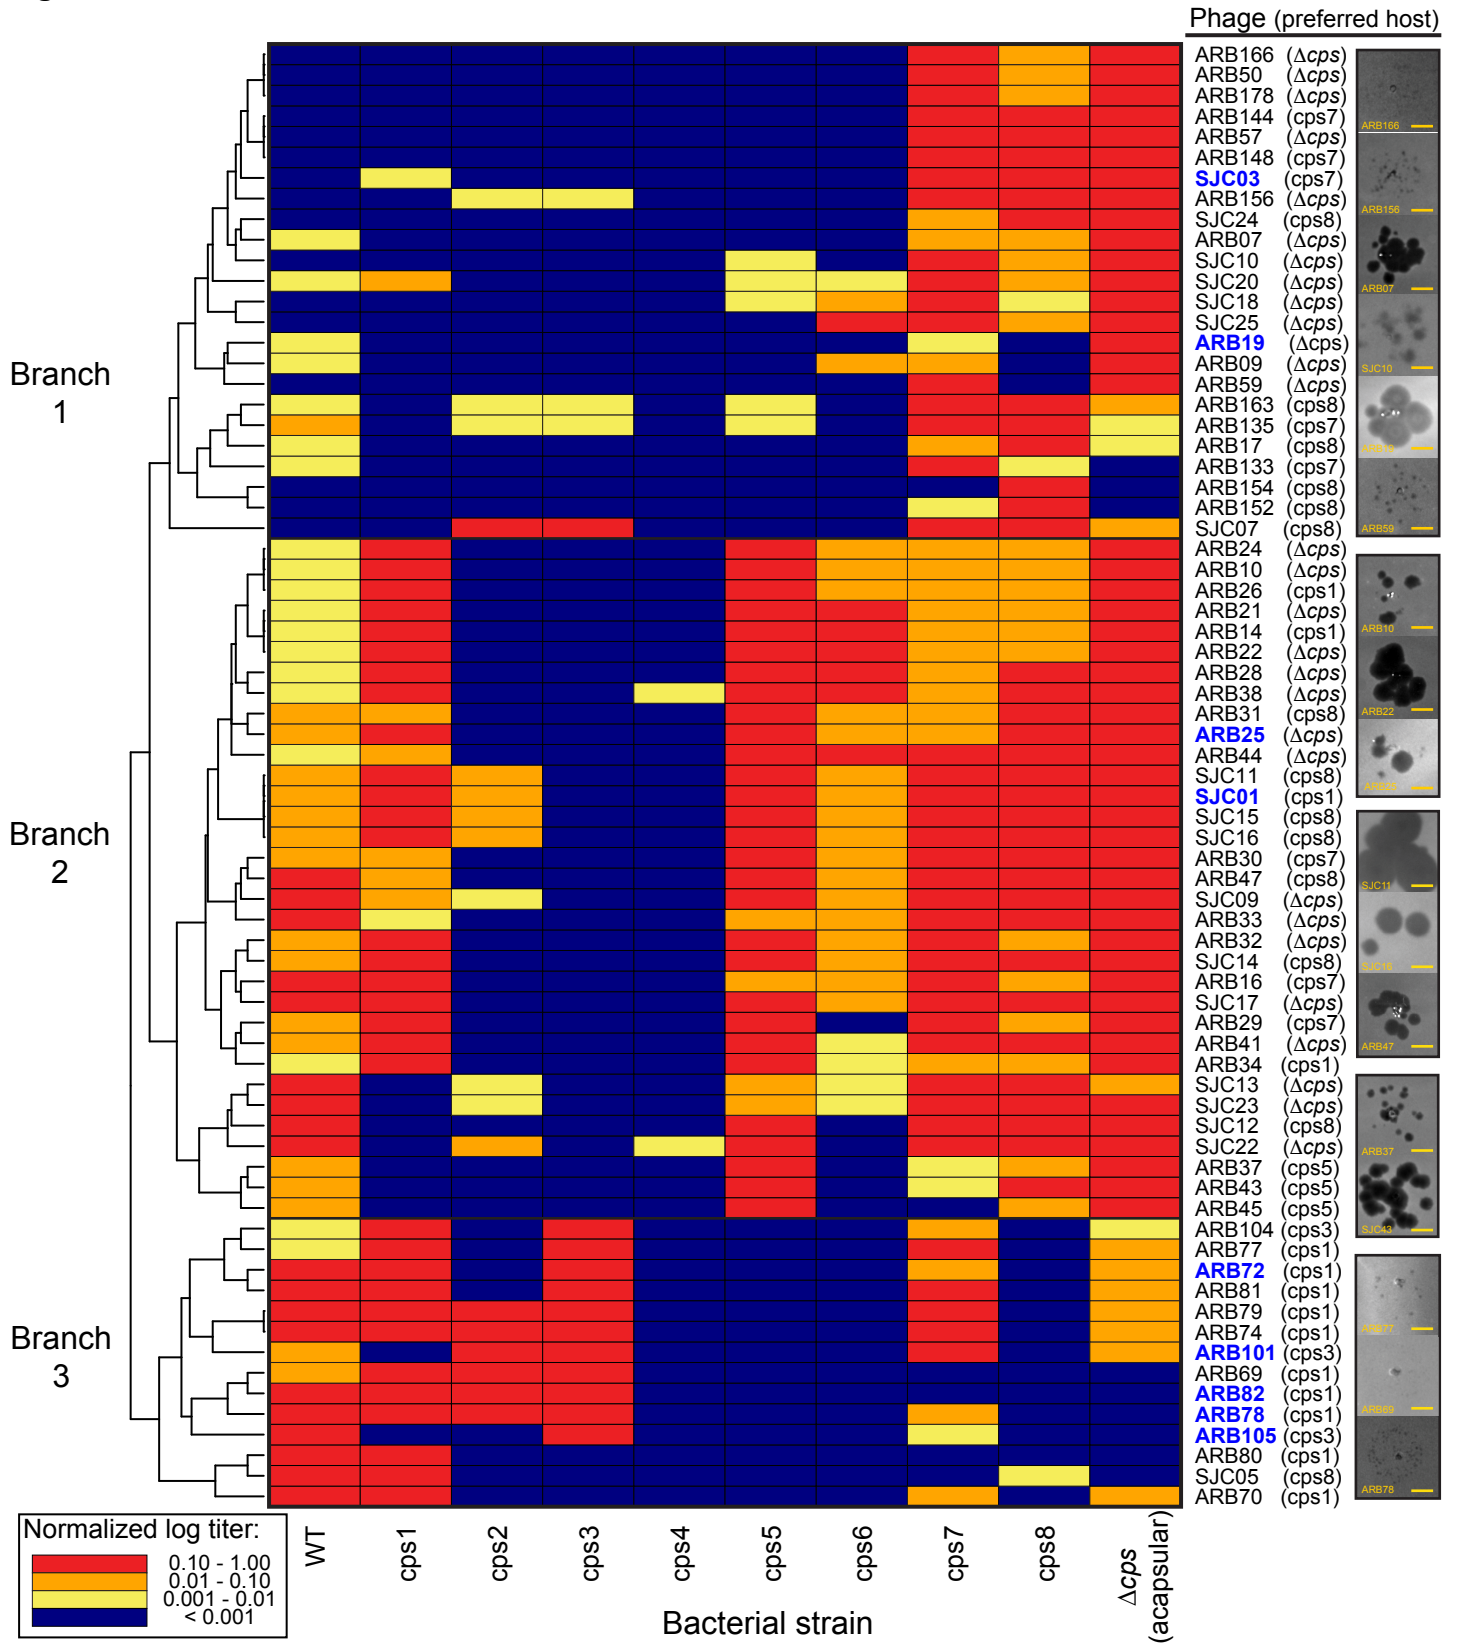 Phage (preferred host)
ARB166 (Δcps)
ARB50 (Δcps)
ARB178 (Δcps)
ARB144 (cps7)
ARB57 (Δcps)
ARB148 (cps7)
SJC03 (cps7)
ARB156 (Δcps)
SJC24 (cps8)
ARB07 (Δcps)
SJC10 (Δcps)
SJC20 (Δcps)
SJC18 (Δcps)
SJC25 (Δcps)
ARB19 (Δcps)
ARB09 (Δcps)
ARB59 (Δcps)
ARB163 (cps8)
ARB135 (cps7)
ARB17 (cps8)
ARB133 (cps7)
ARB154 (cps8)
ARB152 (cps8)
SJC07 (cps8)
ARB24 (Δcps)
ARB10 (Δcps)
ARB26 (cps1)
ARB21 (Δcps)
ARB14 (cps1)
ARB22 (Δcps)
ARB28 (Δcps)
ARB38 (Δcps)
ARB31 (cps8)
ARB25 (Δcps)
ARB44 (Δcps)
SJC11 (cps8)
SJC01 (cps1)
SJC15 (cps8)
SJC16 (cps8)
ARB30 (cps7)
ARB47 (cps8)
SJC09 (Δcps)
ARB33 (Δcps)
ARB32 (Δcps)
SJC14 (cps8)
ARB16 (cps7)
SJC17 (Δcps)
ARB29 (cps7)
ARB41 (Δcps)
ARB34 (cps1)
SJC13 (Δcps)
SJC23 (Δcps)
SJC12 (cps8)
SJC22 (Δcps)
ARB37 (cps5)
ARB43 (cps5)
ARB45 (cps5)
ARB104 (cps3)
ARB77 (cps1)
ARB72 (cps1)
ARB81 (cps1)
ARB79 (cps1)
ARB74 (cps1)
ARB101 (cps3)
ARB69 (cps1)
ARB82 (cps1)
ARB78 (cps1)
ARB105 (cps3)
ARB80 (cps1)
SJC05 (cps8)
ARB70 (cps1)
ARB166
ARB156
ARB07
SJC10
ARB59
ARB10
ARB22
SJC11
SJC16
ARB47
ARB37
SJC43
ARB77
ARB69
ARB78
Branch
1
Branch
2
Branch
3
Normalized log titer:
0.10 - 1.00
0.01 - 0.10
0.001 - 0.01
< 0.001
WT
cps1
cps2
cps3
cps4
cps5
cps6
cps7
cps8
Δcps
(acapsular)
Bacterial strain